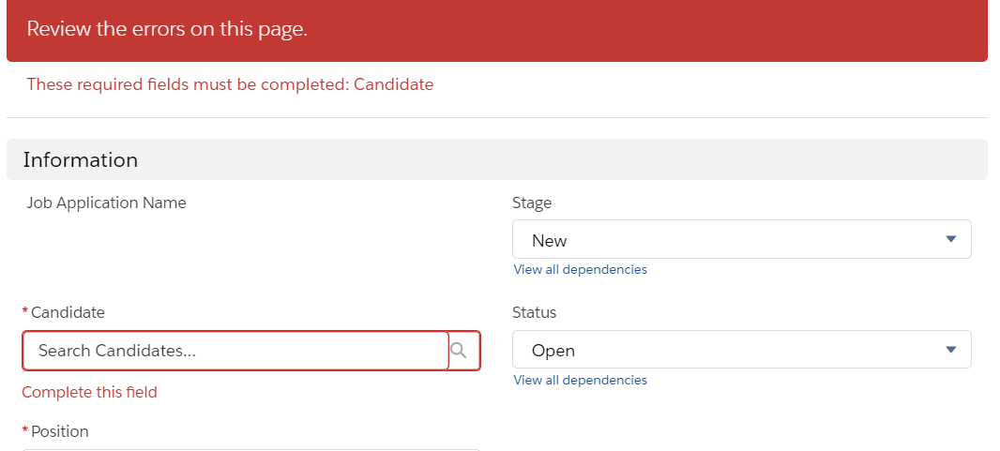 Review the errors on this page.
These required fields must be completed: Candidate
Information
Job Application Name
Stage
New
View all dependencies
* Candidate
Search Candidates...
Complete this field
Status
Open
View all dependencies
* Position